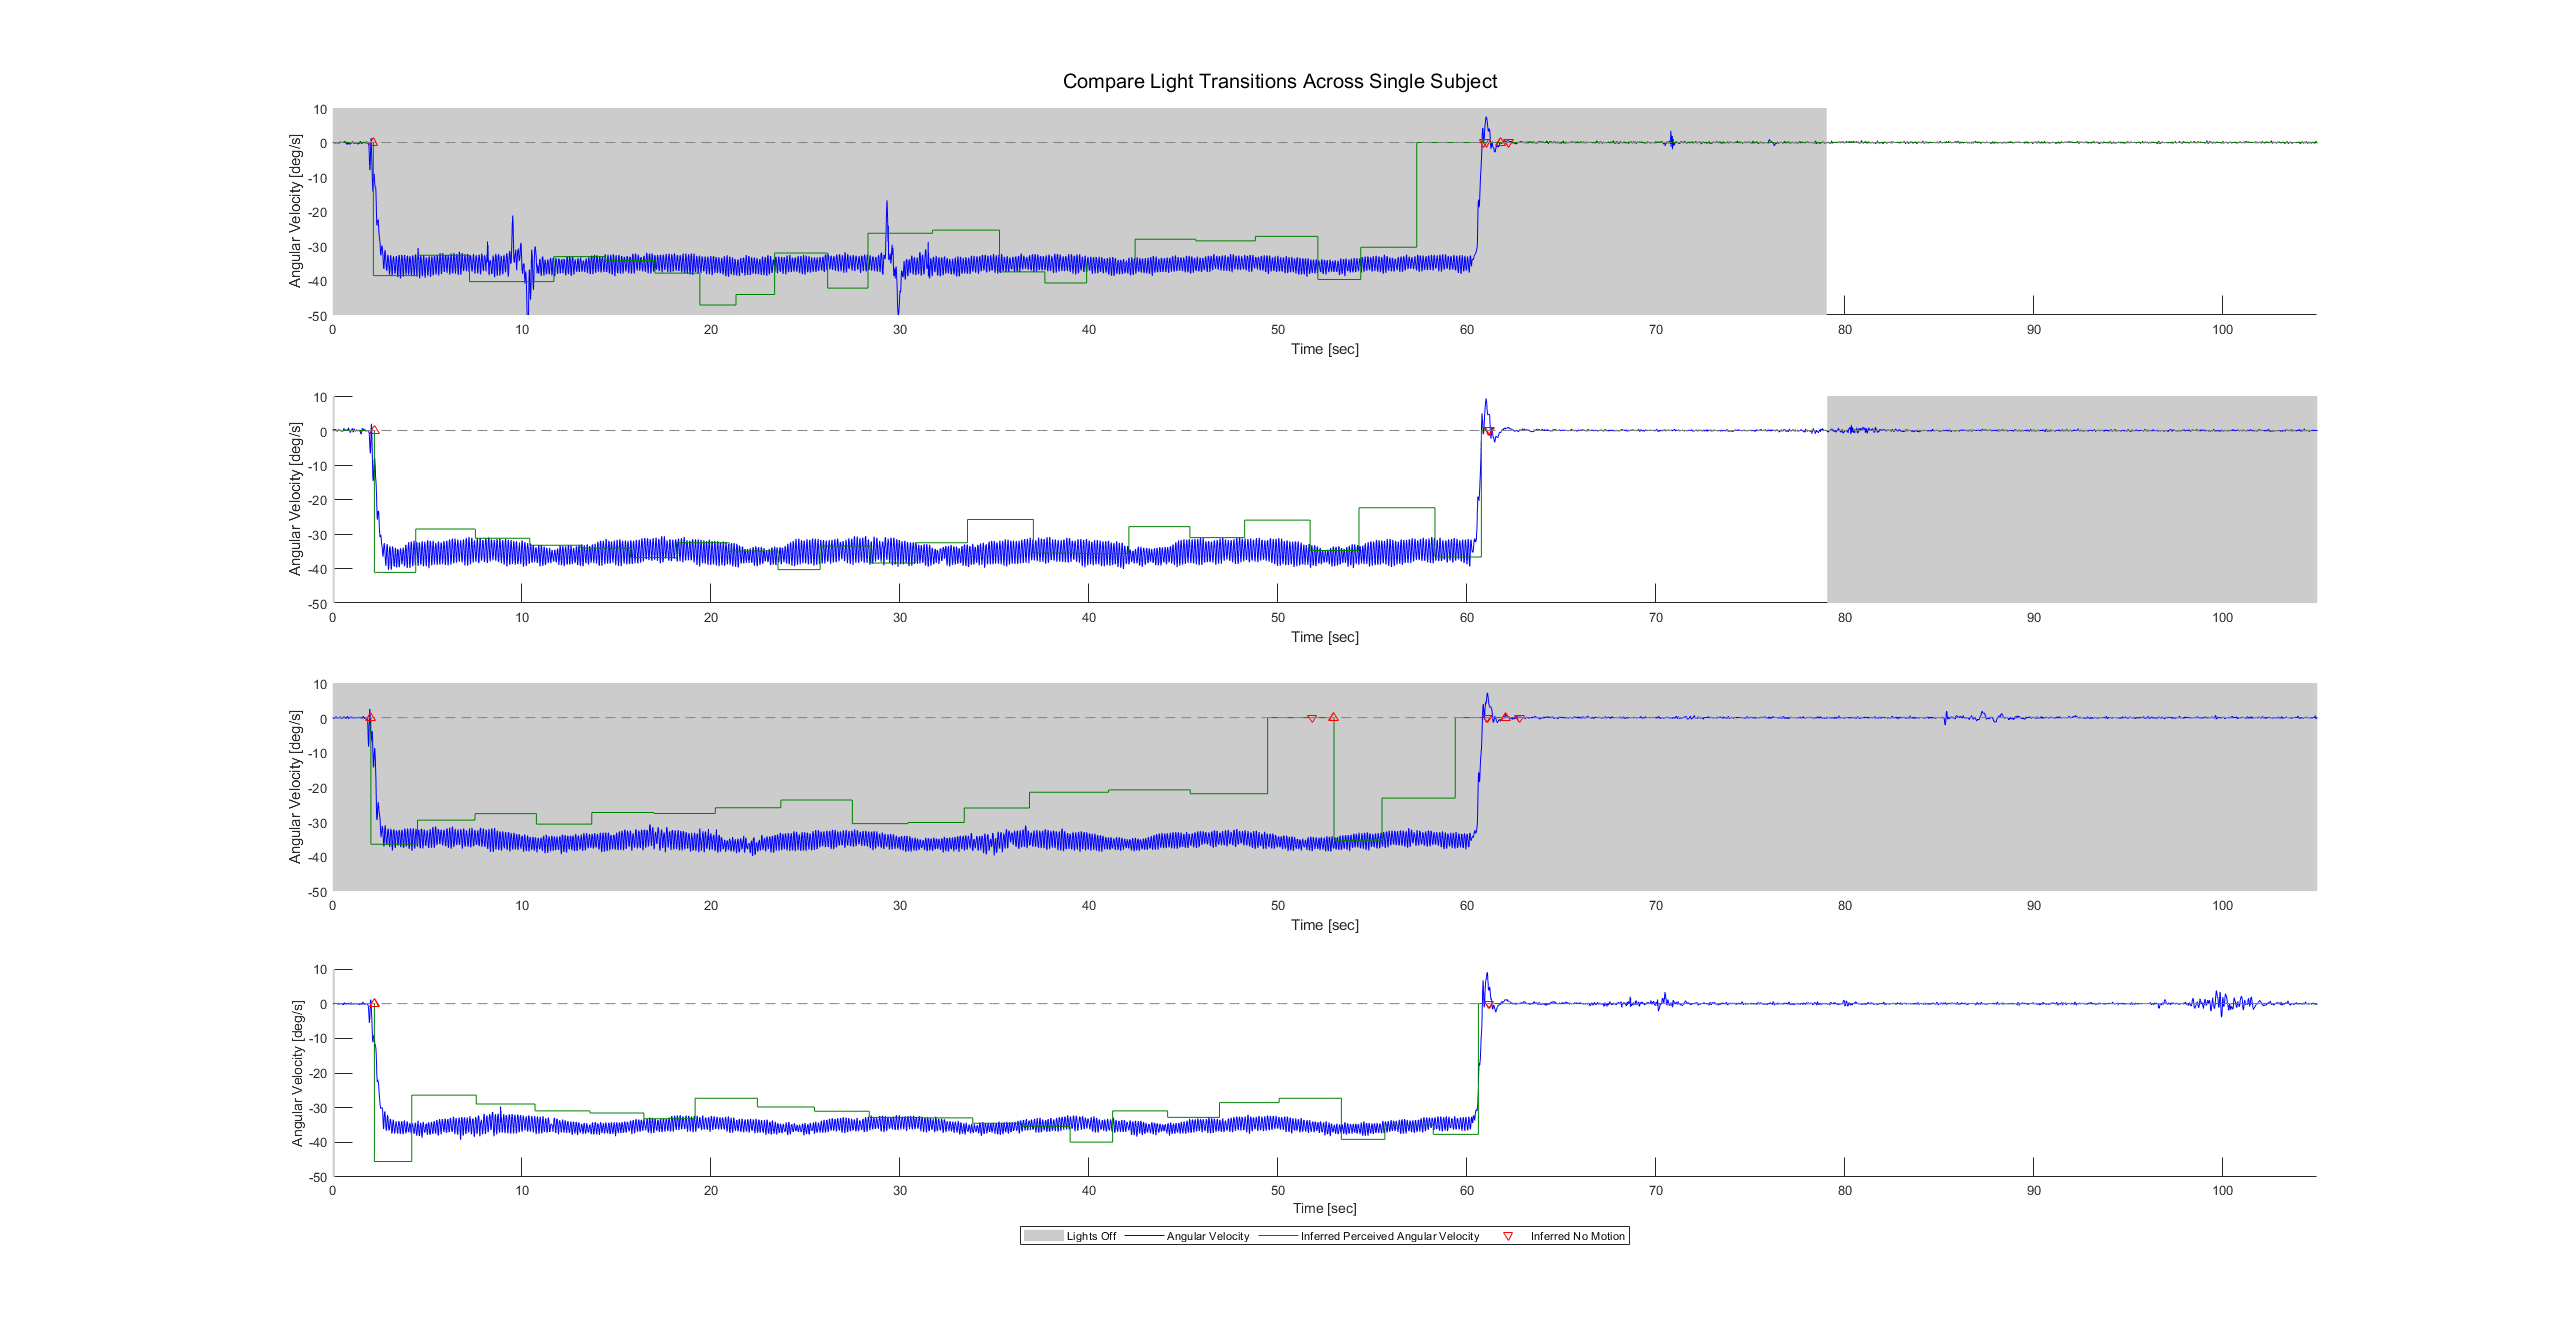 Compare Light Transitions Across Single Subject
10
0
-10
-20
-30
-40
-50
Angular Velocity [deg/s]
0 10 20 30 40 50 60 70 80 90 100
Time [sec]
10
0
-10
-20
-30
-40
-50
Angular Velocity [deg/s]
0 10 20 30 40 50 60 70 80 90 100
Time [sec]
10
0
-10
-20
-30
-40
-50
Angular Velocity [deg/s]
0 10 20 30 40 50 60 70 80 90 100
Time [sec]
10
0
-10
-20
-30
-40
-50
Angular Velocity [deg/s]
0 10 20 30 40 50 60 70 80 90 100
Time [sec]
Lights Off Angular Velocity Inferred Perceived Angular Velocity Inferred No Motion